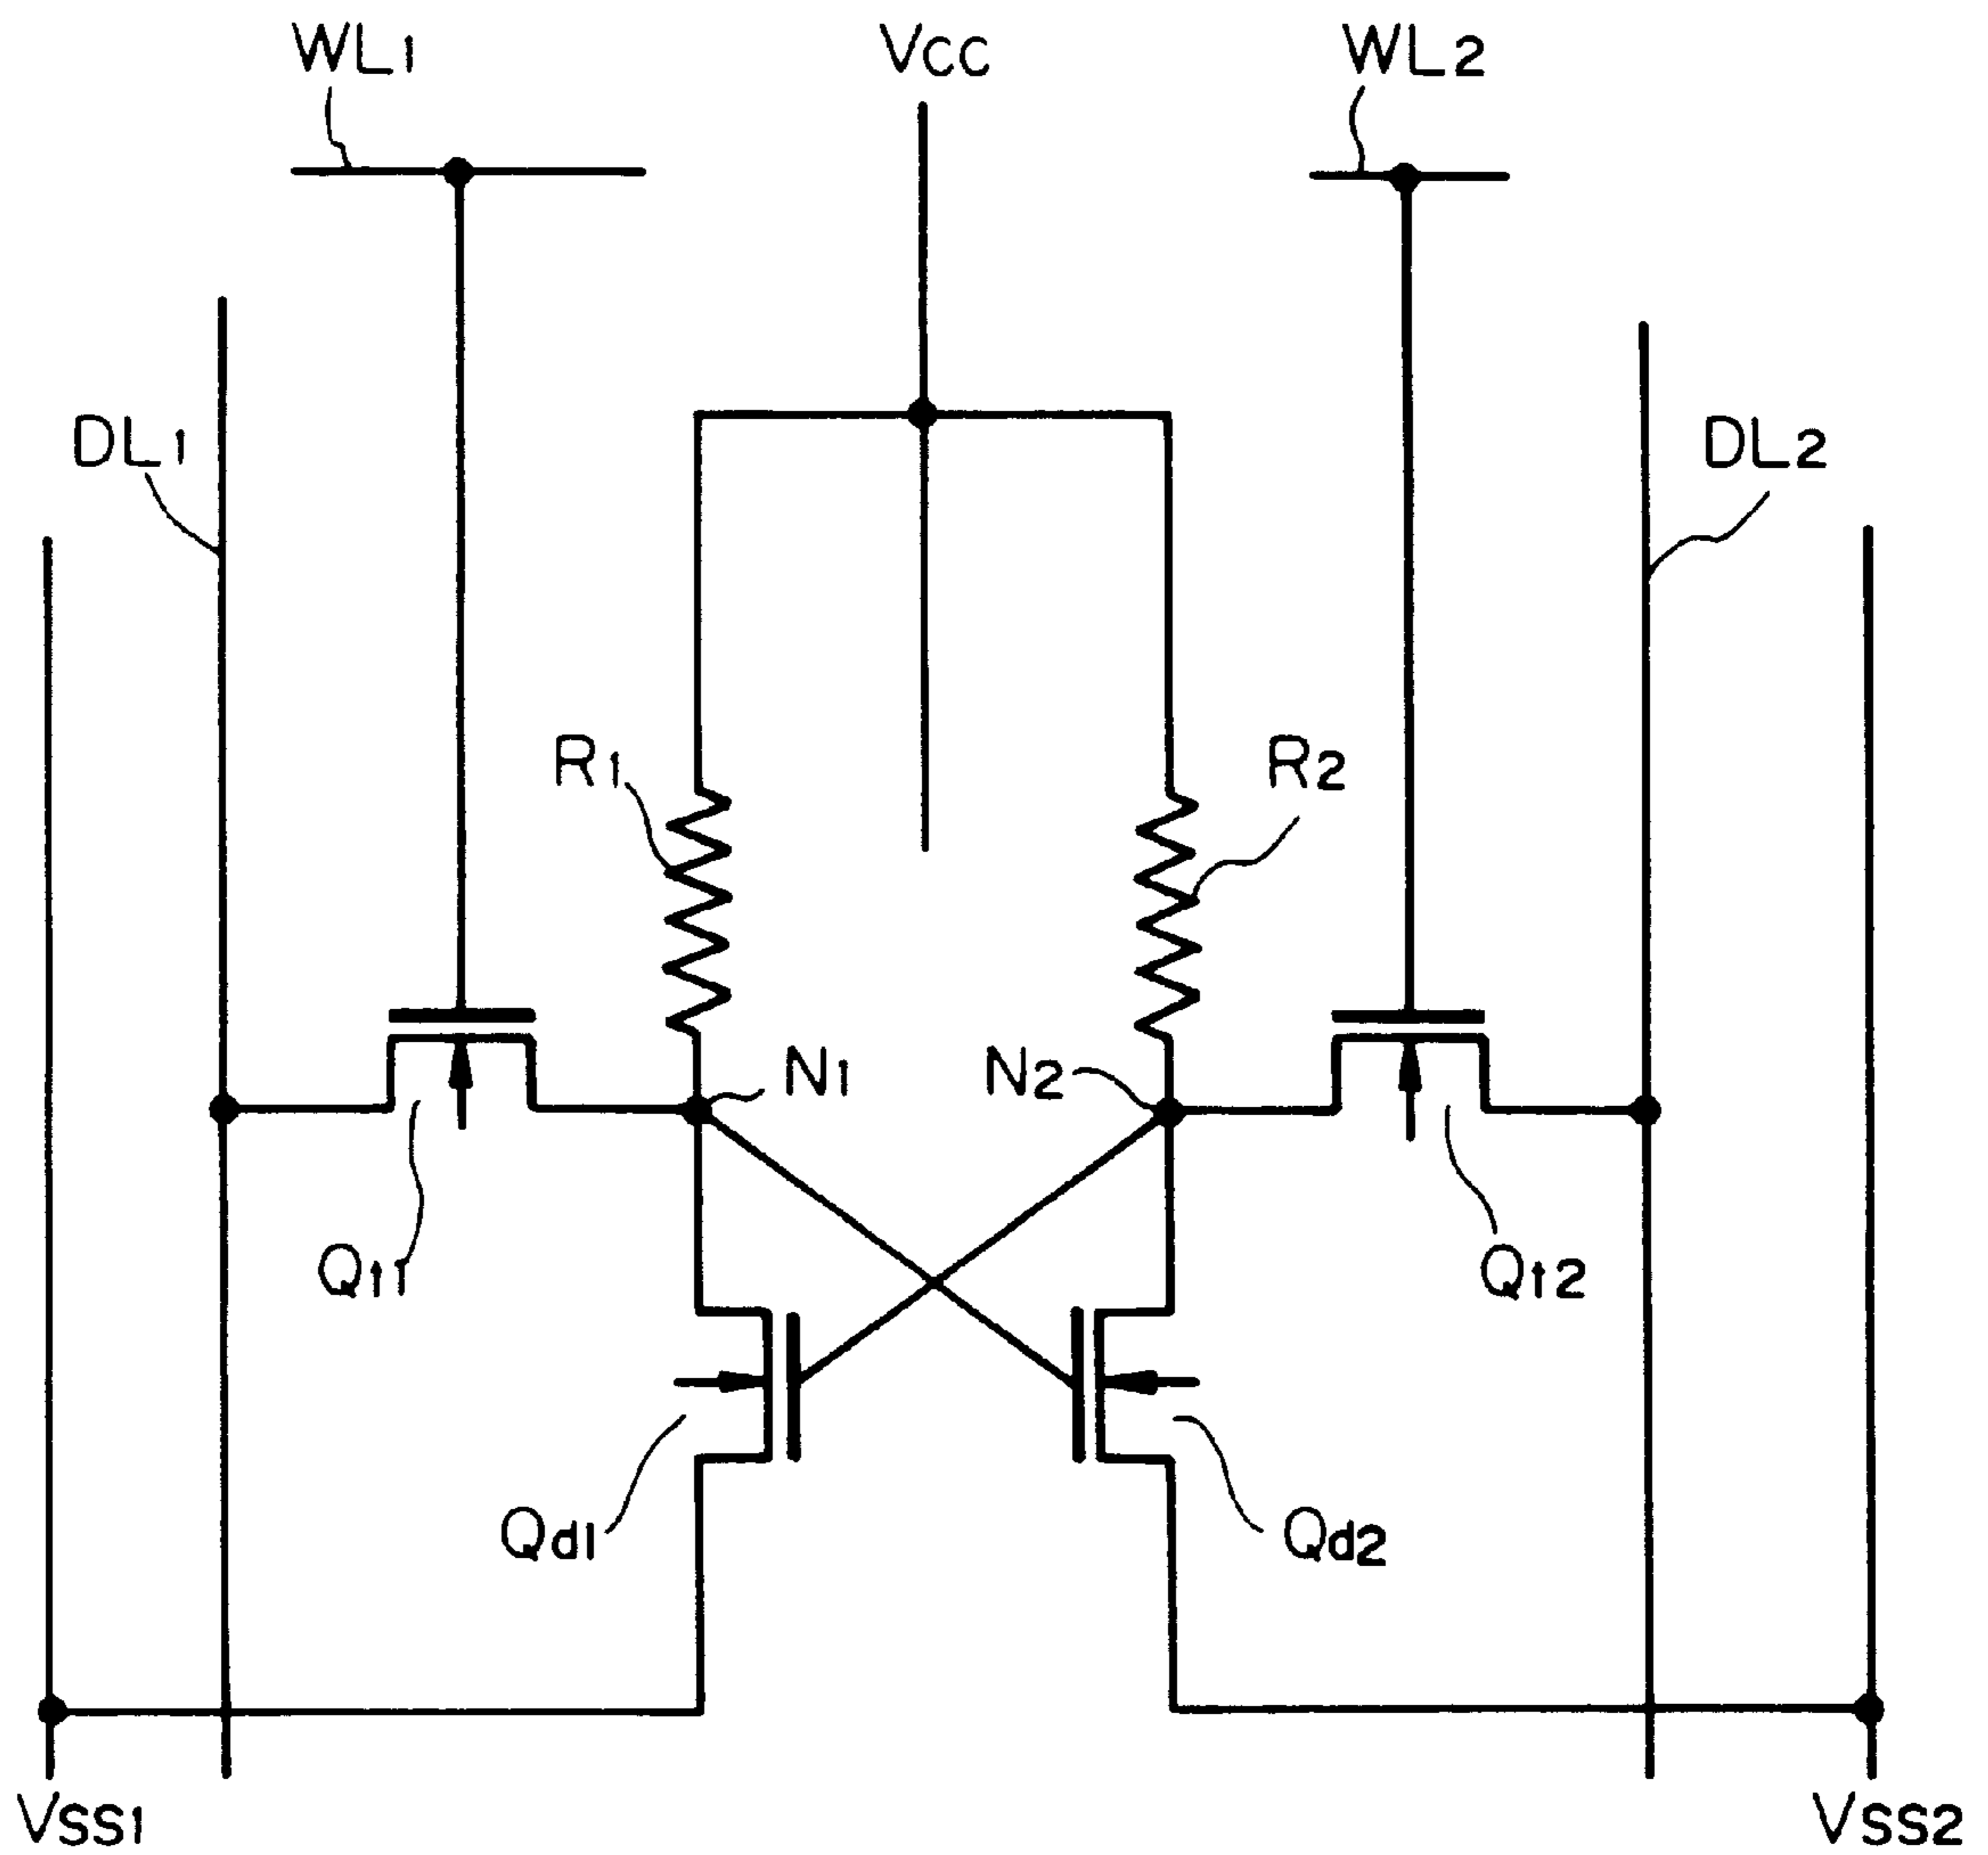 WL1
VCC
WL2
DL1
DL2
R1
R2
N1
N2
Qt1
Qt2
Qd1
Qd2
VSS1
VSS2